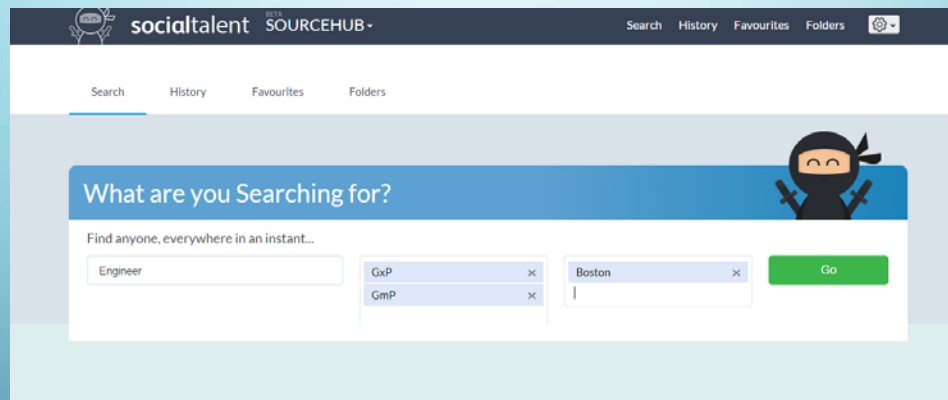 socialtalent BETA SOURCEHUB Search History Favourites Folders
Search History Favourites Folders
What are you Searching for?
Find anyone, everywhere in an instant...
Engineer GxP × Boston × Go
GmP ×